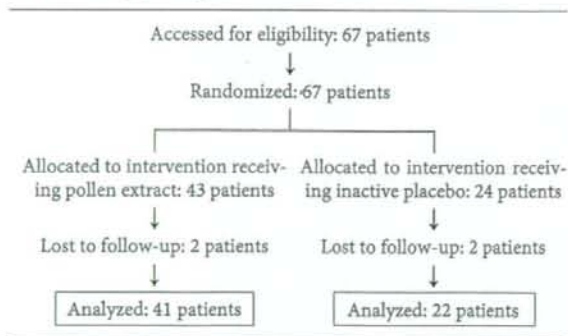 Accessed for eligibility: 67 patients
Randomized: 67 patients
Allocated to intervention receiv-
ing pollen extract: 43 patients
Allocated to intervention receiv-
ing inactive placebo: 24 patients
Lost to follow-up: 2 patients
Lost to follow-up: 2 patients
Analyzed: 41 patients
Analyzed: 22 patients